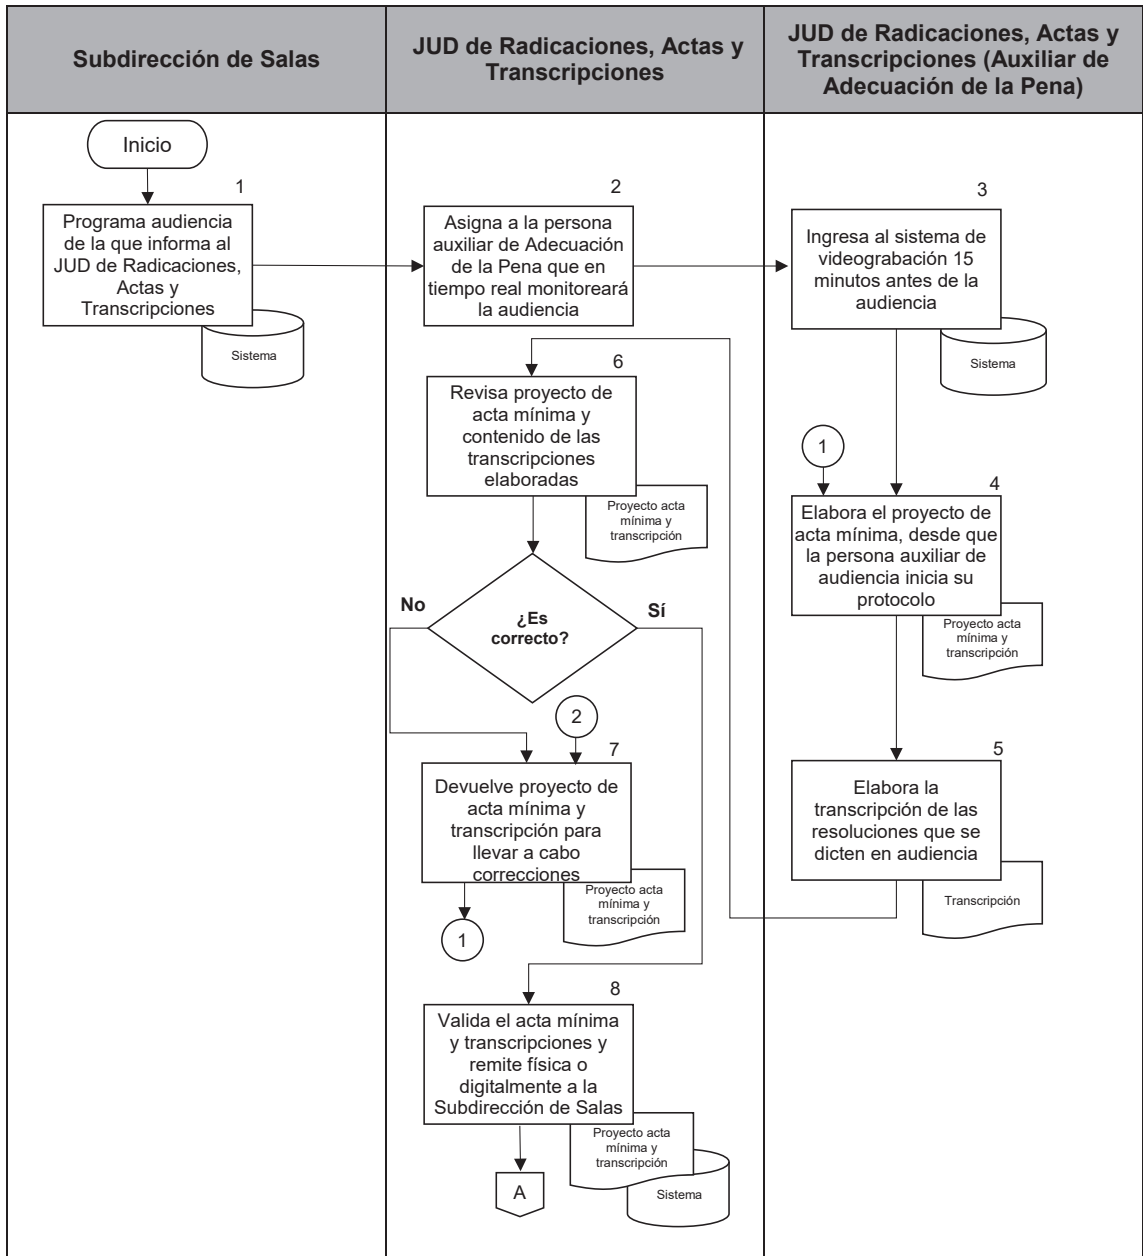 Subdirección de Salas
JUD de Radicaciones, Actas y
Transcripciones
JUD de Radicaciones, Actas y
Transcripciones (Auxiliar de
Adecuación de la Pena)
Inicio
1
Programa audiencia
de la que informa al
JUD de Radicaciones,
Actas y
Transcripciones
Sistema
2
Asigna a la persona
auxiliar de Adecuación
de la Pena que en
tiempo real monitoreará
la audiencia
3
Ingresa al sistema de
videograbación 15
minutos antes de la
audiencia
Sistema
1
4
Elabora el proyecto de
acta mínima, desde que
la persona auxiliar de
audiencia inicia su
protocolo
Proyecto acta
mínima y
transcripción
5
Elabora la
transcripción de las
resoluciones que se
dicten en audiencia
Transcripción
6
Revisa proyecto de
acta mínima y
contenido de las
transcripciones
elaboradas
Proyecto acta
mínima y
transcripción
No
¿Es
correcto?
Sí
2
7
Devuelve proyecto de
acta mínima y
transcripción para
llevar a cabo
correcciones
Proyecto acta
mínima y
transcripción
1
8
Valida el acta mínima
y transcripciones y
remite física o
digitalmente a la
Subdirección de Salas
Proyecto acta
mínima y
transcripción
Sistema
A